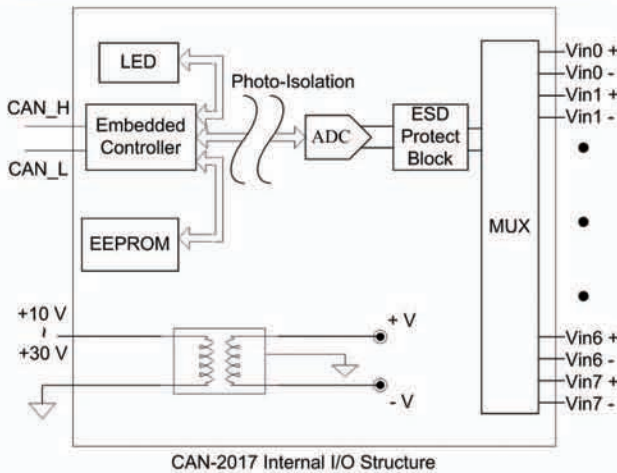 LED
Photo-Isolation
CAN_H
Embedded
Controller
CAN_L
ADC
ESD
Protect
Block
EEPROM
MUX
Vin0 +
Vin0 -
Vin1 +
Vin1 -
Vin6 +
Vin6 -
Vin7 +
Vin7 -
+10 V
~
+30 V
+ V
- V
CAN-2017 Internal I/O Structure